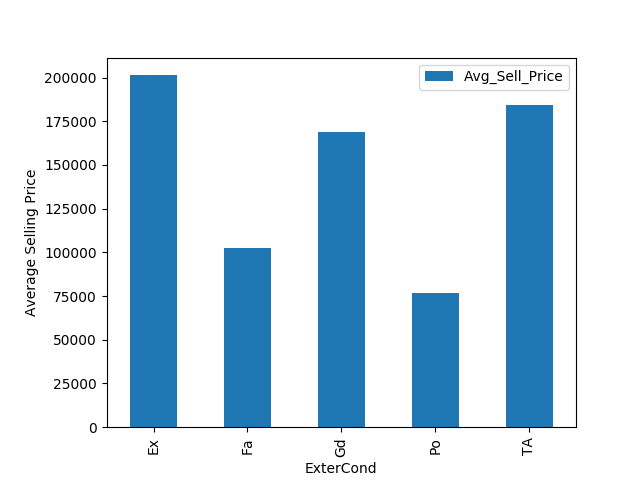 Avg_Sell_Price
200000
175000
150000
125000
100000
75000
50000
25000
0
Average Selling Price
Ex
Fa
Gd
Po
TA
ExterCond